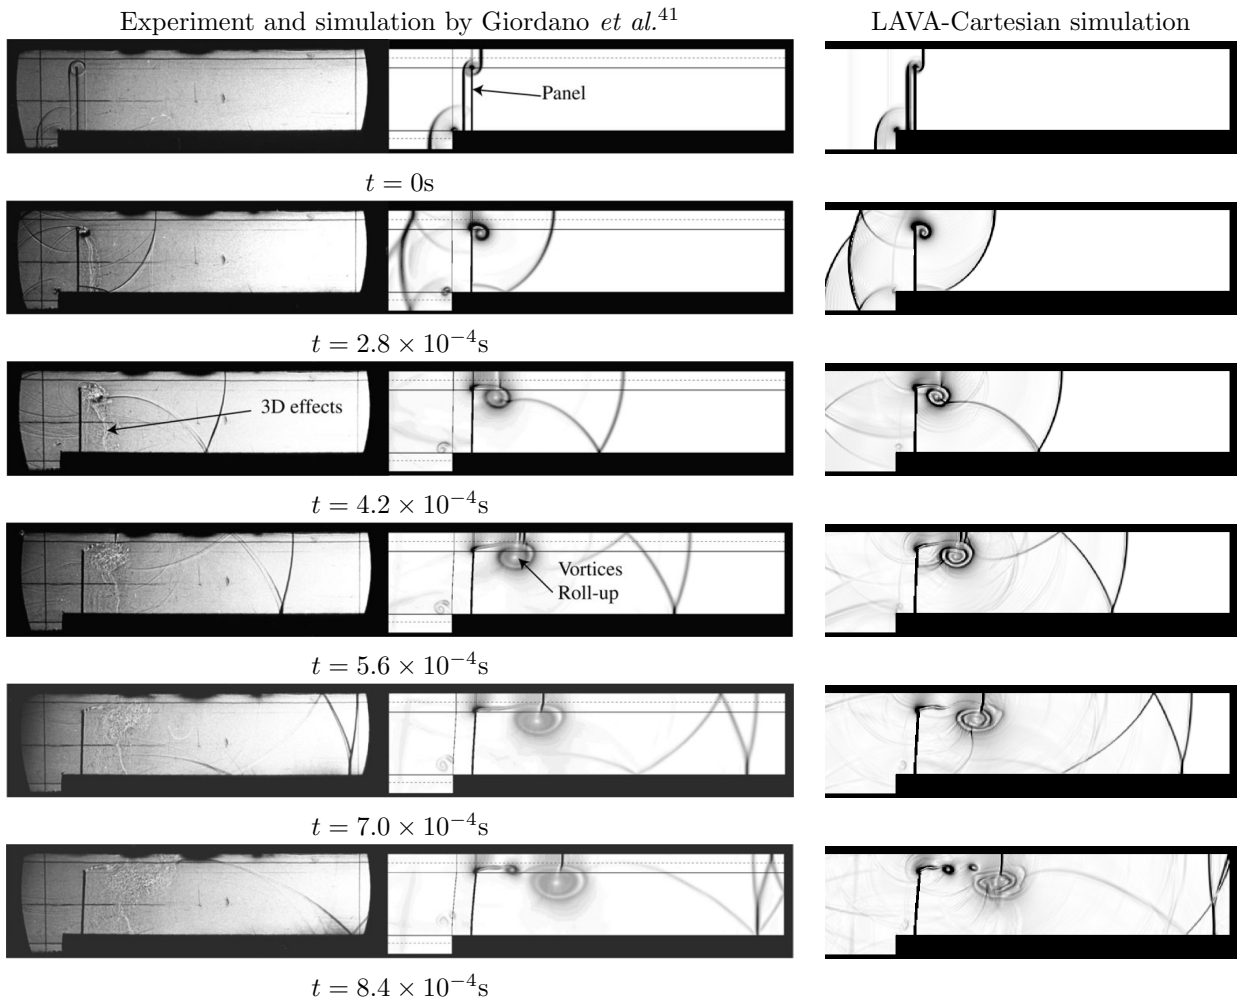 Experiment and simulation by Giordano et al.41
LAVA-Cartesian simulation
Panel
t = 0s
t = 2.8 × 10−4s
3D effects
t = 4.2 × 10−4s
Vortices
Roll-up
t = 5.6 × 10−4s
t = 7.0 × 10−4s
t = 8.4 × 10−4s